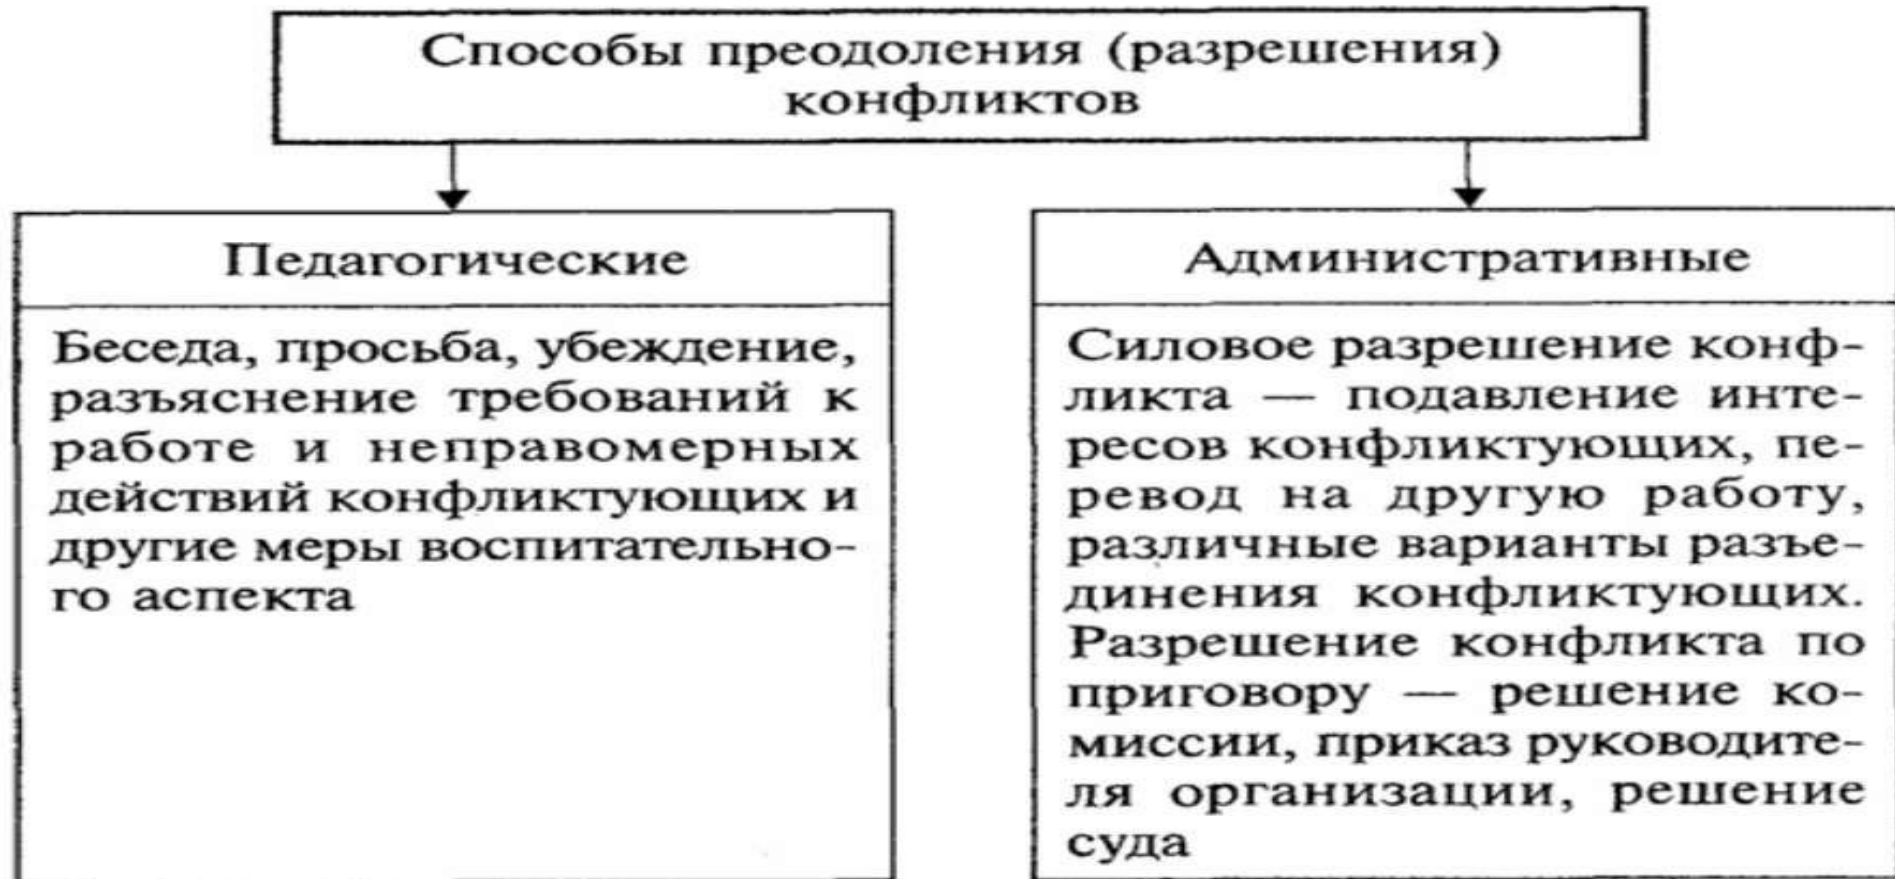 Способы преодоления (разрешения)
конфликтов
Педагогические
Беседа, просьба, убеждение,
разъяснение требований к
работе и неправомерных
действий конфликтующих и
другие меры воспитательно-
го аспекта
Административные
Силовое разрешение конф-
ликта — подавление инте-
ресов конфликтующих, пе-
ревод на другую работу,
различные варианты разъе-
динения конфликтующих.
Разрешение конфликта по
приговору — решение ко-
миссии, приказ руководите-
ля организации, решение
суда